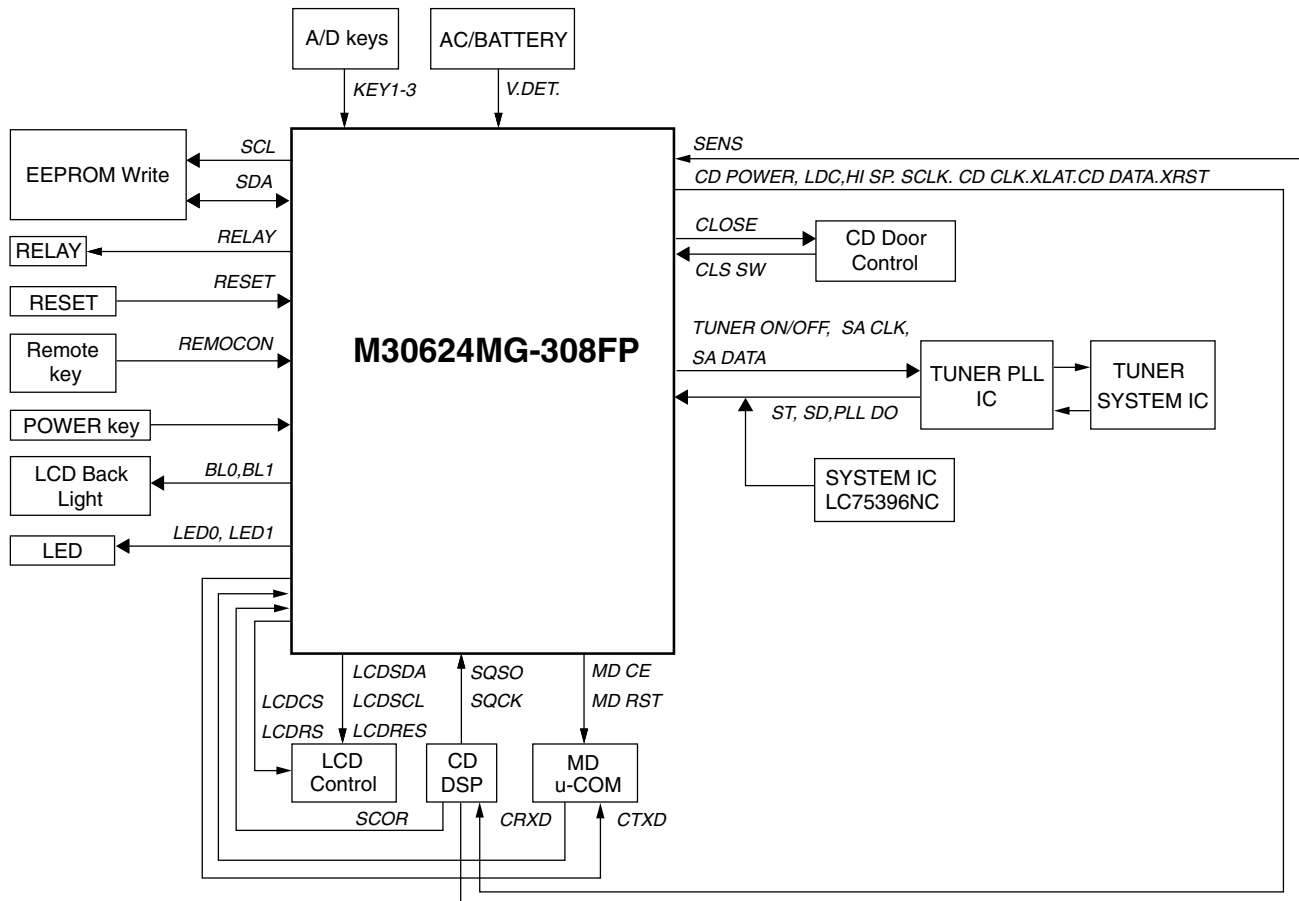 A/D keys
AC/BATTERY
KEY1-3
V.DET.
SCL
EEPROM Write
SDA
SENS
CD POWER, LDC,HI SP. SCLK. CD CLK.XLAT.CD DATA.XRST
RELAY
RELAY
CLOSE
CD Door
Control
CLS SW
RESET
RESET
Remote
key
REMOCON
M30624MG-308FP
TUNER ON/OFF, SA CLK,
SA DATA
TUNER PLL
IC
TUNER
SYSTEM IC
ST, SD,PLL DO
POWER key
LCD Back
Light
BL0,BL1
SYSTEM IC
LC75396NC
LED
LED0, LED1
LCDCS
LCDRS
LCDSDA
LCDSCL
LCDRES
SQSO
SQCK
MD CE
MD RST
LCD
Control
CD
DSP
MD
u-COM
SCOR
CRXD
CTXD